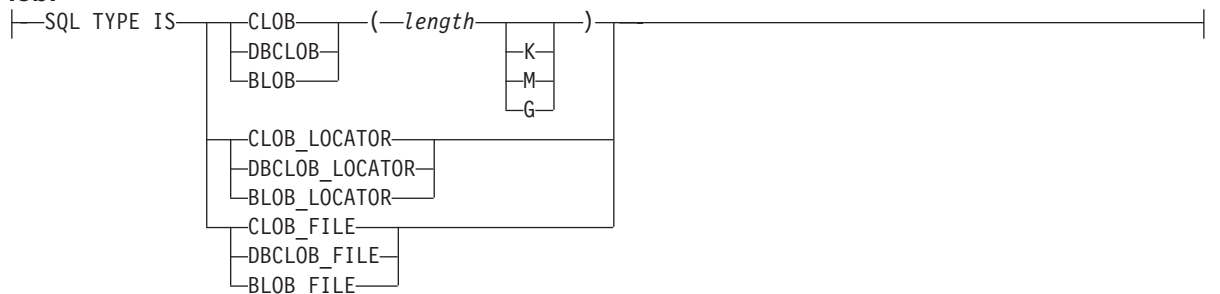 SQL TYPE IS CLOB ( length )
DBCLOB K
BLOB M
G
CLOB_LOCATOR
DBCLOB_LOCATOR
BLOB_LOCATOR
CLOB_FILE
DBCLOB_FILE
BLOB_FILE